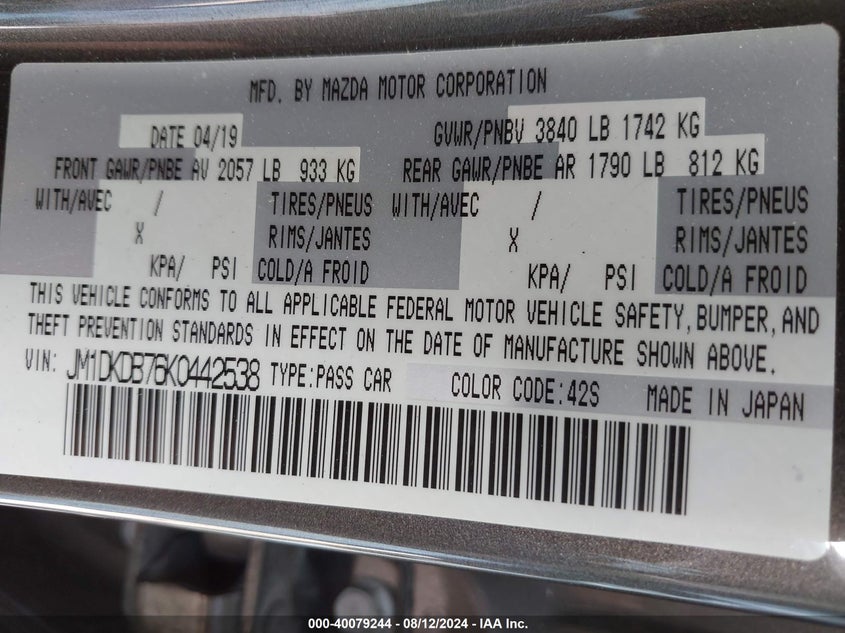 MFD. BY MAZDA MOTOR CORPORATION
DATE 04/19 GVWR/PNBV 3840 LB 1742 KG
FRONT GAWR/PNBE AV 2057 LB 933 KG REAR GAWR/PNBE AR 1790 LB 812 KG
WITH/AVEC / TIRES/PNEUS WITH/AVEC / TIRES/PNEUS
X RIMS/JANTES X RIMS/JANTES
KPA/ PSI COLD/A FROID KPA/ PSI COLD/A FROID
THIS VEHICLE CONFORMS TO ALL APPLICABLE FEDERAL MOTOR VEHICLE SAFETY, BUMPER, AND
THEFT PREVENTION STANDARDS IN EFFECT ON THE DATE OF MANUFACTURE SHOWN ABOVE.
VIN: JM1DKDB76K0442538 TYPE:PASS CAR COLOR CODE:42S MADE IN JAPAN
000-40079244 - 08/12/2024 - IAA Inc.